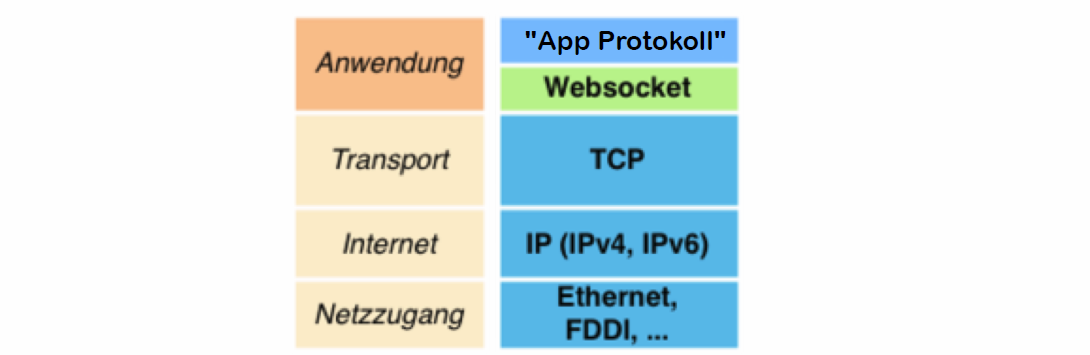 Anwendung
"App Protokoll"
Websocket
Transport
TCP
Internet
IP (IPv4, IPv6)
Netzzugang
Ethernet,
FDDI, ...